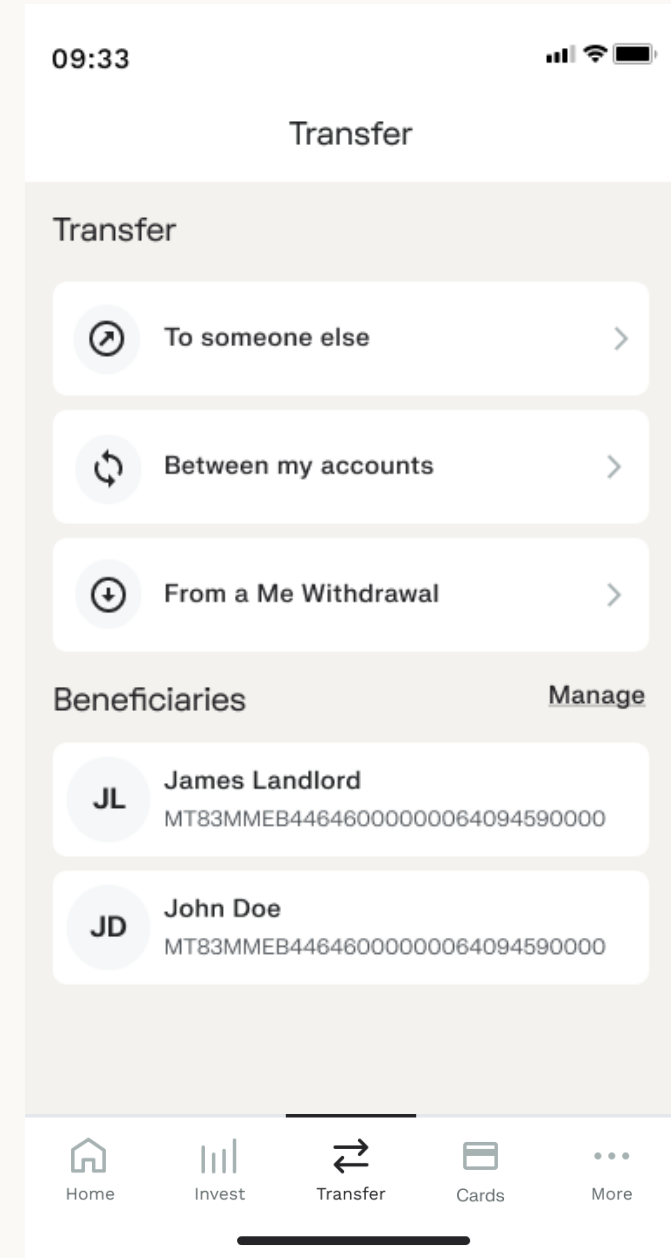 09:33
Transfer
Transfer
To someone else
Between my accounts
From a Me Withdrawal
Beneficiaries
Manage
JL
James Landlord
MT83MMEB44646000000064094590000
JD
John Doe
MT83MMEB44646000000064094590000
Home
Invest
Transfer
Cards
More